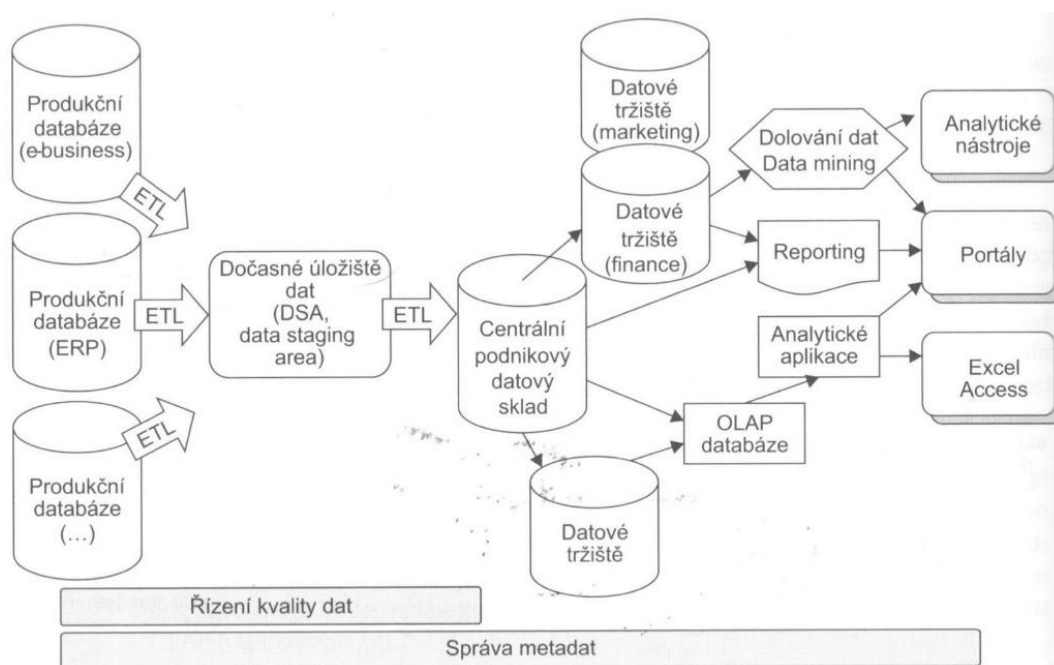 Produkční
databáze
(e-business)
ETL
Produkční
databáze
(ERP)
ETL
Produkční
databáze
(...)
ETL
Dočasné úložiště
dat
(DSA,
data staging
area)
ETL
Centrální
podnikový
datový
sklad
Datové
tržiště
(marketing)
Datové
tržiště
(finance)
Datové
tržiště
Dolování dat
Data mining
Reporting
Analytické
aplikace
OLAP
databáze
Analytické
nástroje
Portály
Excel
Access
Řízení kvality dat
Správa metadat